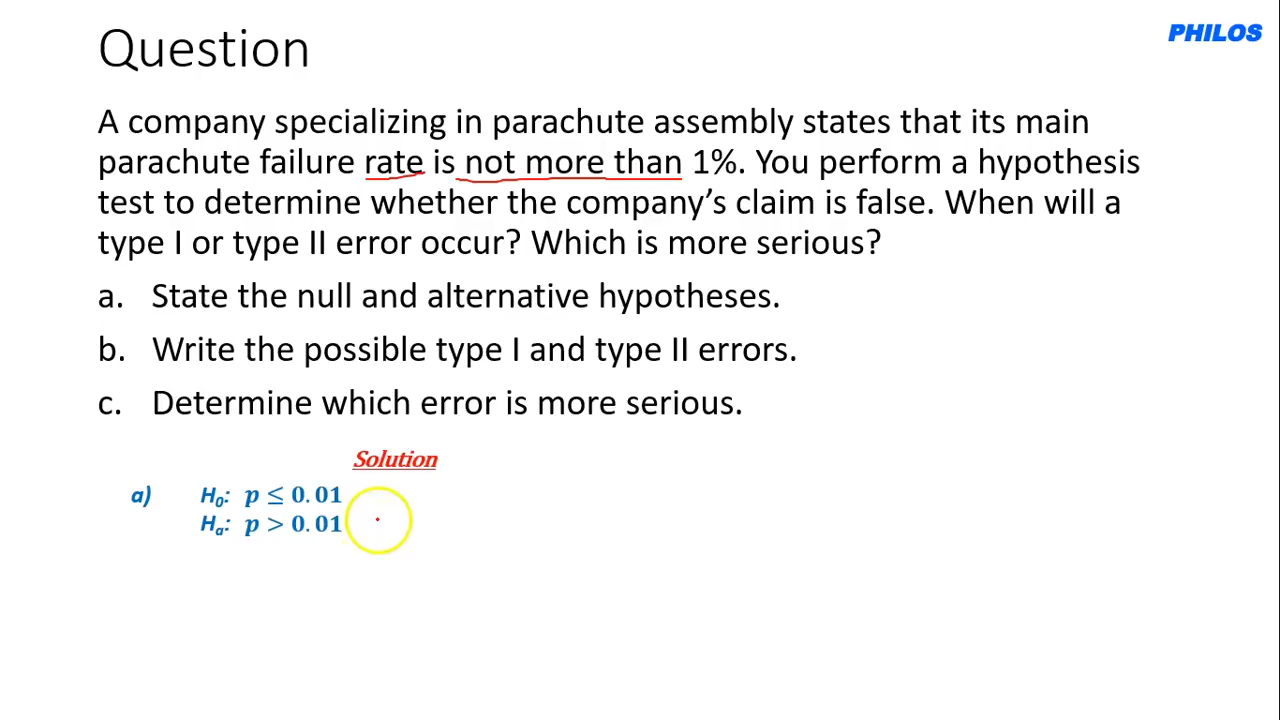 Question
PHILOS
A company specializing in parachute assembly states that its main
parachute failure rate is not more than 1%. You perform a hypothesis
test to determine whether the company’s claim is false. When will a
type I or type II error occur? Which is more serious?
a. State the null and alternative hypotheses.
b. Write the possible type I and type II errors.
c. Determine which error is more serious.
Solution
a) H₀: p ≤ 0.01
Hₐ: p > 0.01